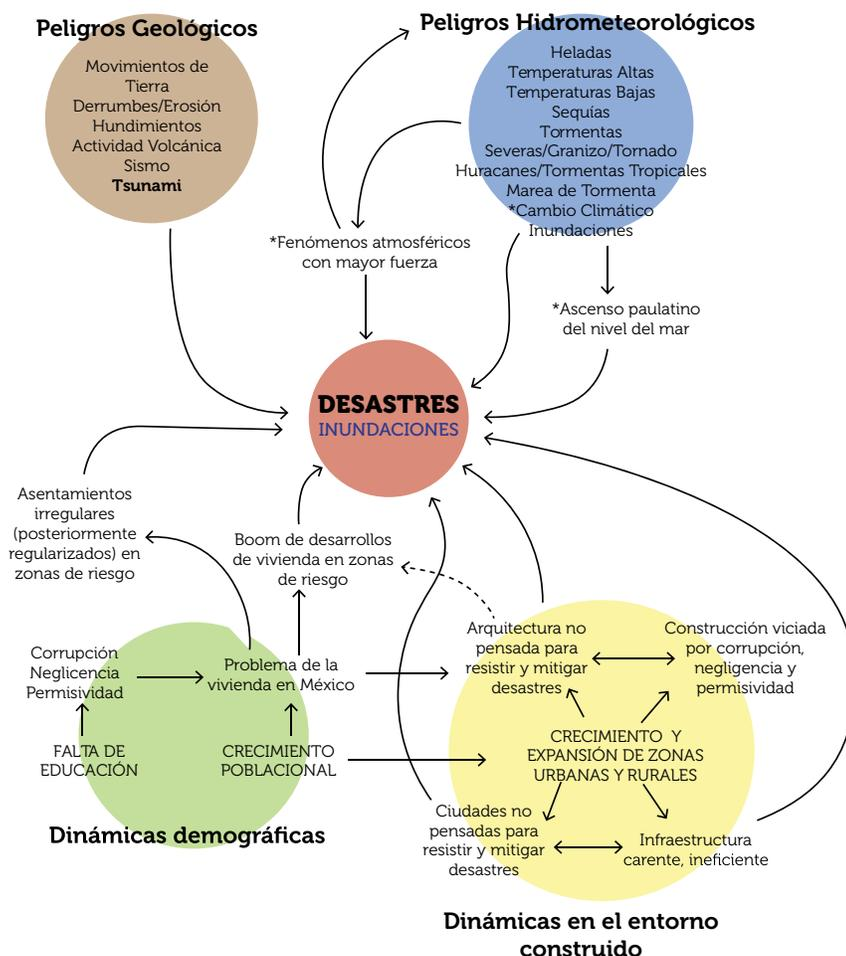 Peligros Geológicos
Movimientos de
Tierra
Derrumbes/Erosión
Hundimientos
Actividad Volcánica
Sismo
Tsunami
Peligros Hidrometeorológicos
Heladas
Temperaturas Altas
Temperaturas Bajas
Sequías
Tormentas
Severas/Granizo/Tornado
Huracanes/Tormentas Tropicales
Marea de Tormenta
*Cambio Climático
Inundaciones
*Fenómenos atmosféricos
con mayor fuerza
*Ascenso paulatino
del nivel del mar
DESASTRES
INUNDACIONES
Asentamientos
irregulares
(posteriormente
regularizados) en
zonas de riesgo
Boom de desarrollos
de vivienda en zonas
de riesgo
Corrupción
Neglicencia
Permisividad
Problema de la
vivienda en México
FALTA DE
EDUCACIÓN
CRECIMIENTO
POBLACIONAL
Dinámicas demográficas
Arquitectura no
pensada para
resistir y mitigar
desastres
Construcción viciada
por corrupción,
negligencia y
permisividad
CRECIMIENTO Y
EXPANSIÓN DE ZONAS
URBANAS Y RURALES
Ciudades no
pensadas para
resistir y mitigar
desastres
Infraestructura
carente, ineficiente
Dinámicas en el entorno
construido